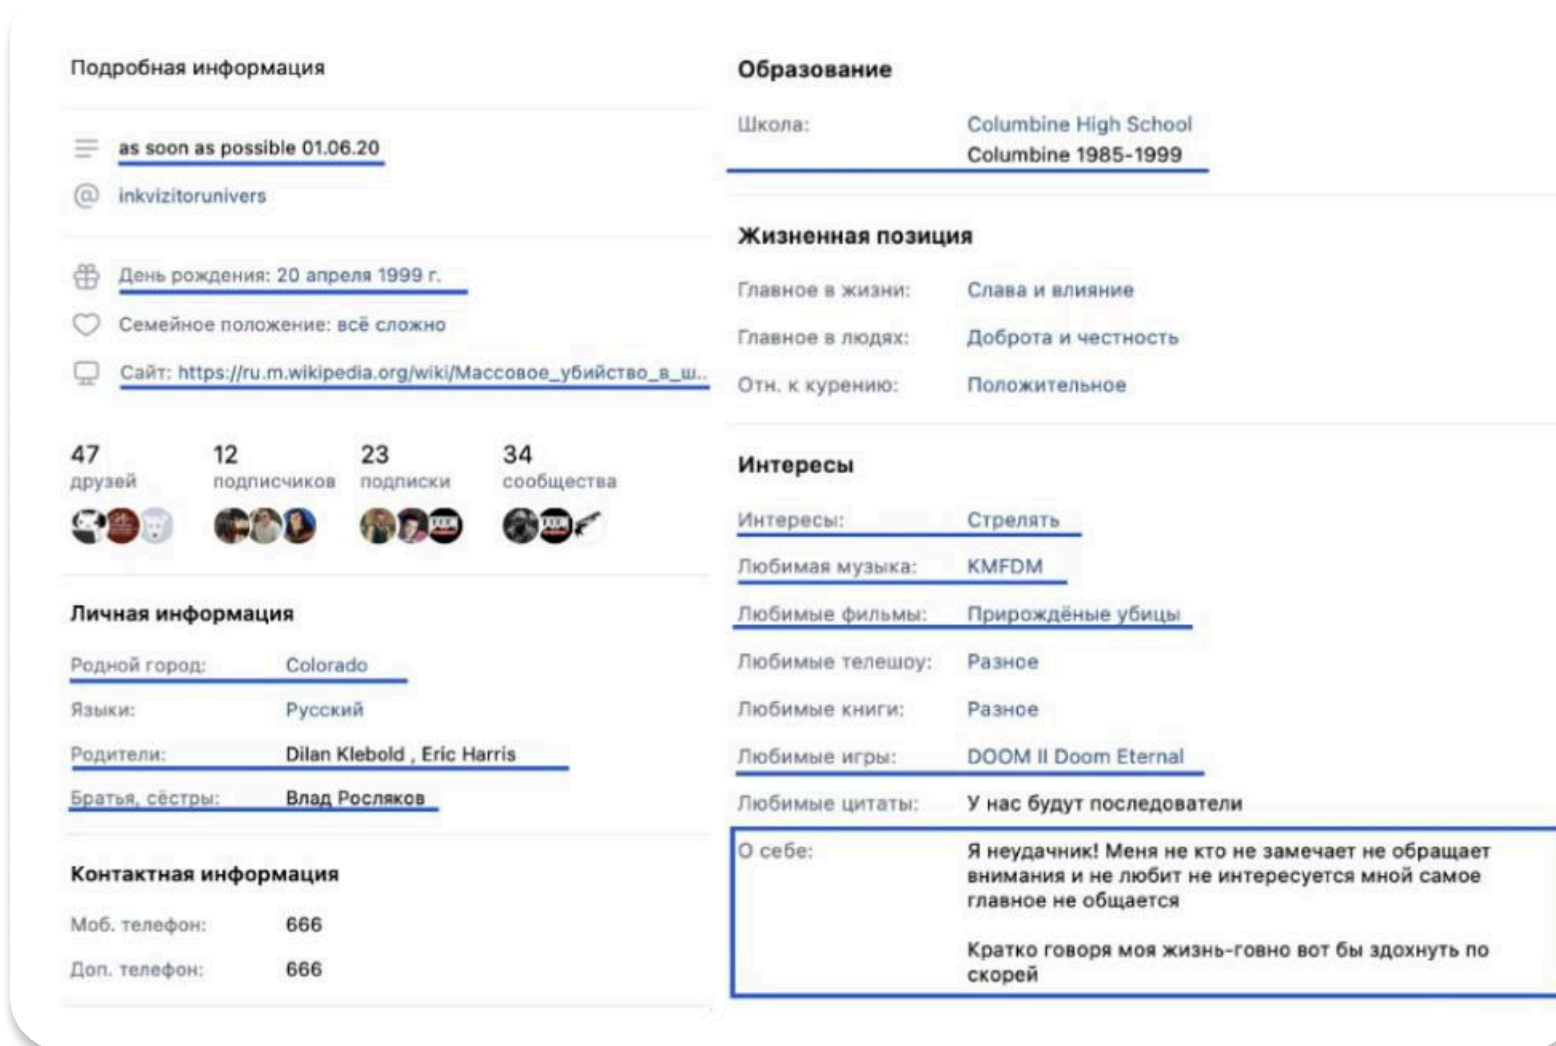 Подробная информация
as soon as possible 01.06.20
@ inkvizitorunivers
День рождения: 20 апреля 1999 г.
Семейное положение: всё сложно
Сайт: https://ru.m.wikipedia.org/wiki/Массовое_убийство_в_ш..
47 12 23 34
друзей подписчиков подписки сообщества
Личная информация
Родной город: Colorado
Языки: Русский
Родители: Dilan Klebold , Eric Harris
Братья, сёстры: Влад Росляков
Контактная информация
Моб. телефон: 666
Доп. телефон: 666
Образование
Школа: Columbine High School
Columbine 1985-1999
Жизненная позиция
Главное в жизни: Слава и влияние
Главное в людях: Доброта и честность
Отн. к курению: Положительное
Интересы
Интересы: Стрелять
Любимая музыка: KMFDM
Любимые фильмы: Прирождёные убицы
Любимые телешоу: Разное
Любимые книги: Разное
Любимые игры: DOOM II Doom Eternal
Любимые цитаты: У нас будут последователи
О себе: Я неудачник! Меня не кто не замечает не обращает
внимания и не любит не интересуется мной самое
главное не общается
Кратко говоря моя жизнь-говно вот бы здохнуть по
скорей